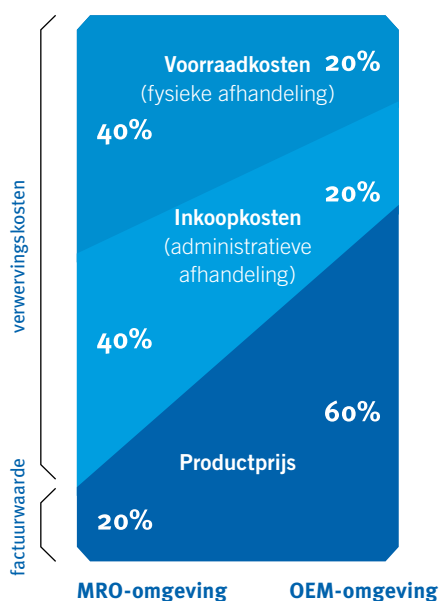 Voorraadkosten 20%
(fysieke afhandeling)
40%
20%
Inkoopkosten
(administratieve
afhandeling)
40%
60%
Productprijs
20%
verwervingskosten
factuurwaarde
MRO-omgeving OEM-omgeving